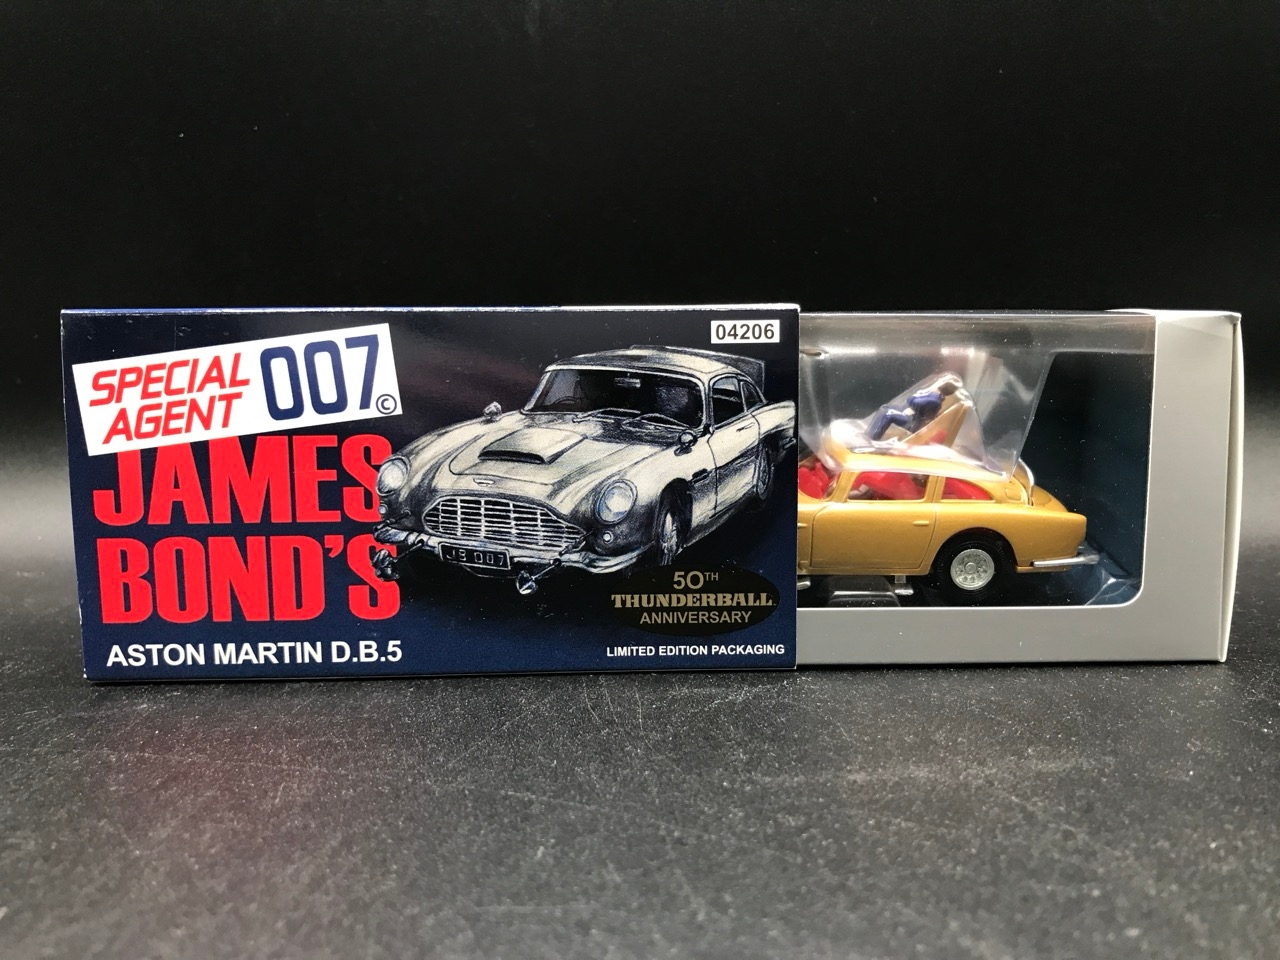 04206
SPECIAL
AGENT
007©
JAMES
BOND'S
JB 007
50TH
THUNDERBALL
ANNIVERSARY
ASTON MARTIN D.B.5
LIMITED EDITION PACKAGING